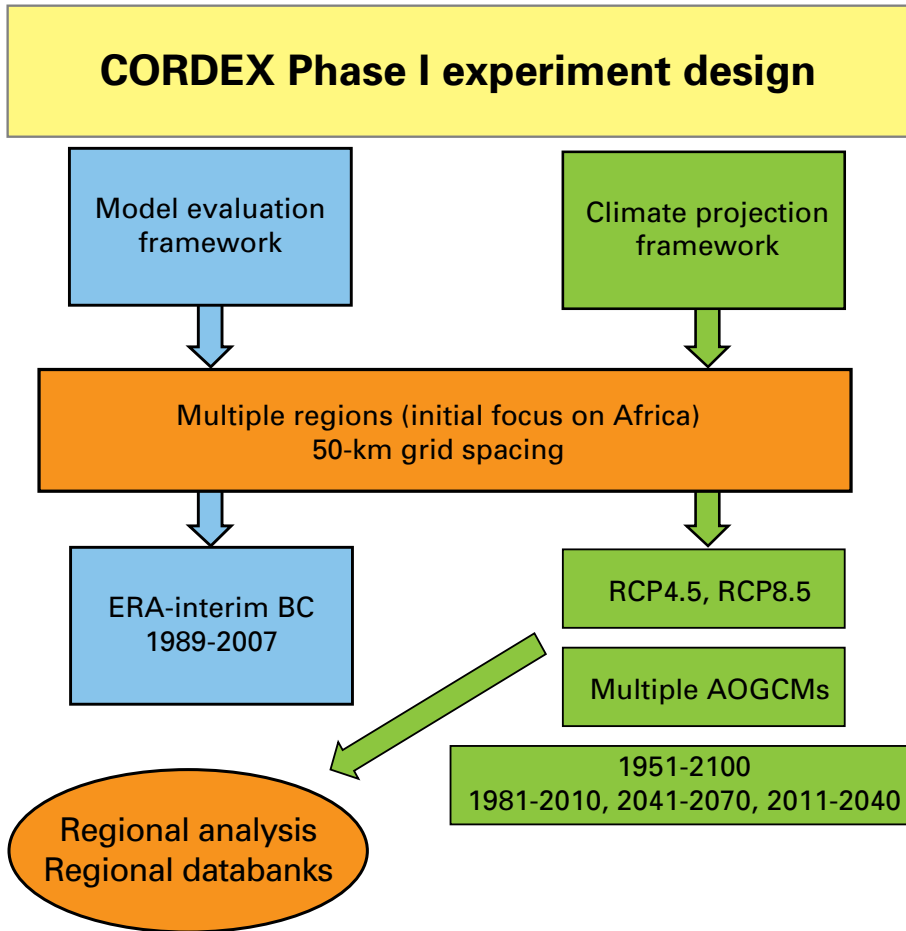 CORDEX Phase I experiment design
Model evaluation
framework
Climate projection
framework
Multiple regions (initial focus on Africa)
50-km grid spacing
ERA-interim BC
1989-2007
RCP4.5, RCP8.5
Multiple AOGCMs
1951-2100
1981-2010, 2041-2070, 2011-2040
Regional analysis
Regional databanks